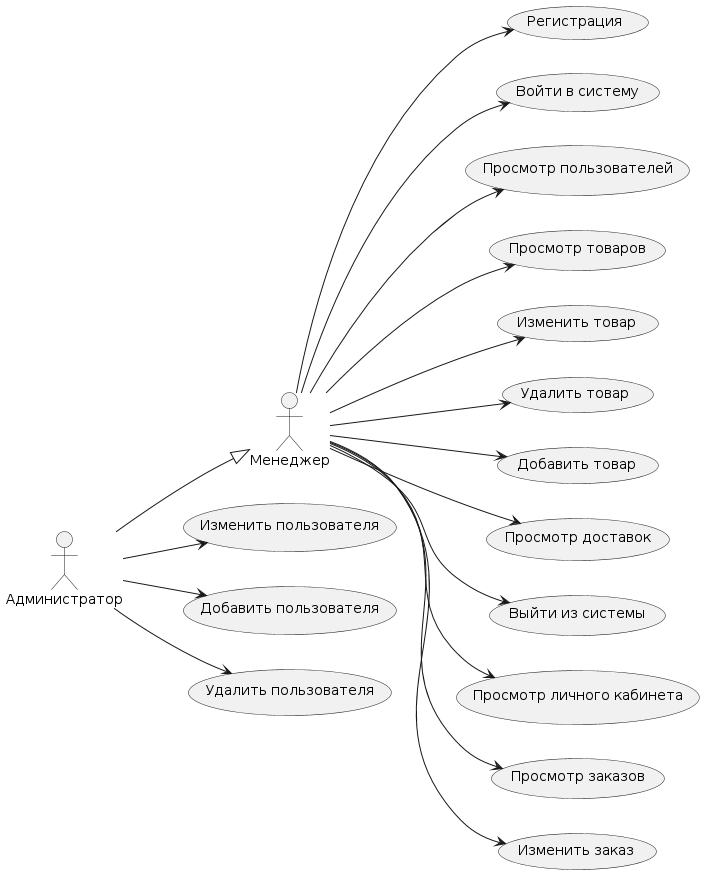 Регистрация
Войти в систему
Просмотр пользователей
Просмотр товаров
Изменить товар
Удалить товар
Добавить товар
Менеджер
Просмотр доставок
Изменить пользователя
Администратор
Добавить пользователя
Выйти из системы
Удалить пользователя
Просмотр личного кабинета
Просмотр заказов
Изменить заказ